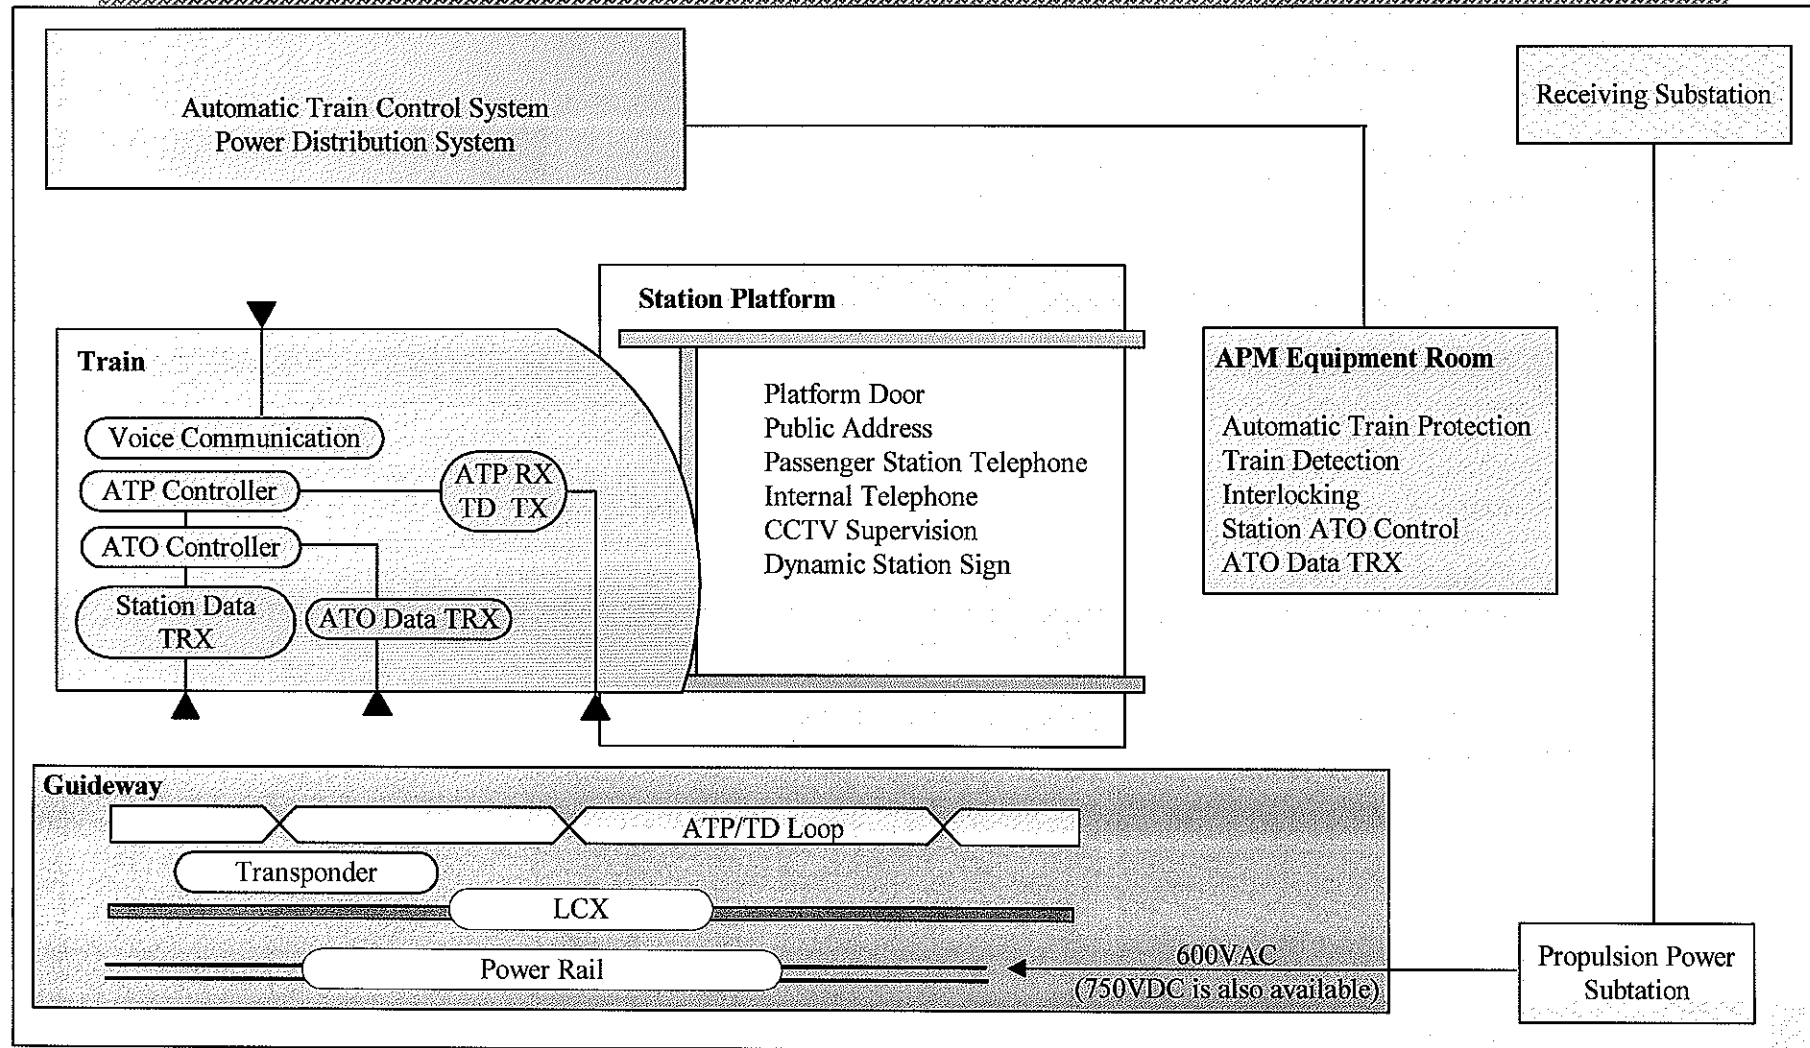 Automatic Train Control System
Power Distribution System
Receiving Substation
Station Platform
Platform Door
Public Address
Passenger Station Telephone
Internal Telephone
CCTV Supervision
Dynamic Station Sign
Train
Voice Communication
ATP Controller
ATP RX
TD TX
ATO Controller
Station Data
TRX
ATO Data TRX
APM Equipment Room
Automatic Train Protection
Train Detection
Interlocking
Station ATO Control
ATO Data TRX
Guideway
ATP/TD Loop
Transponder
LCX
Power Rail
600VAC
(750VDC is also available)
Propulsion Power
Subtation